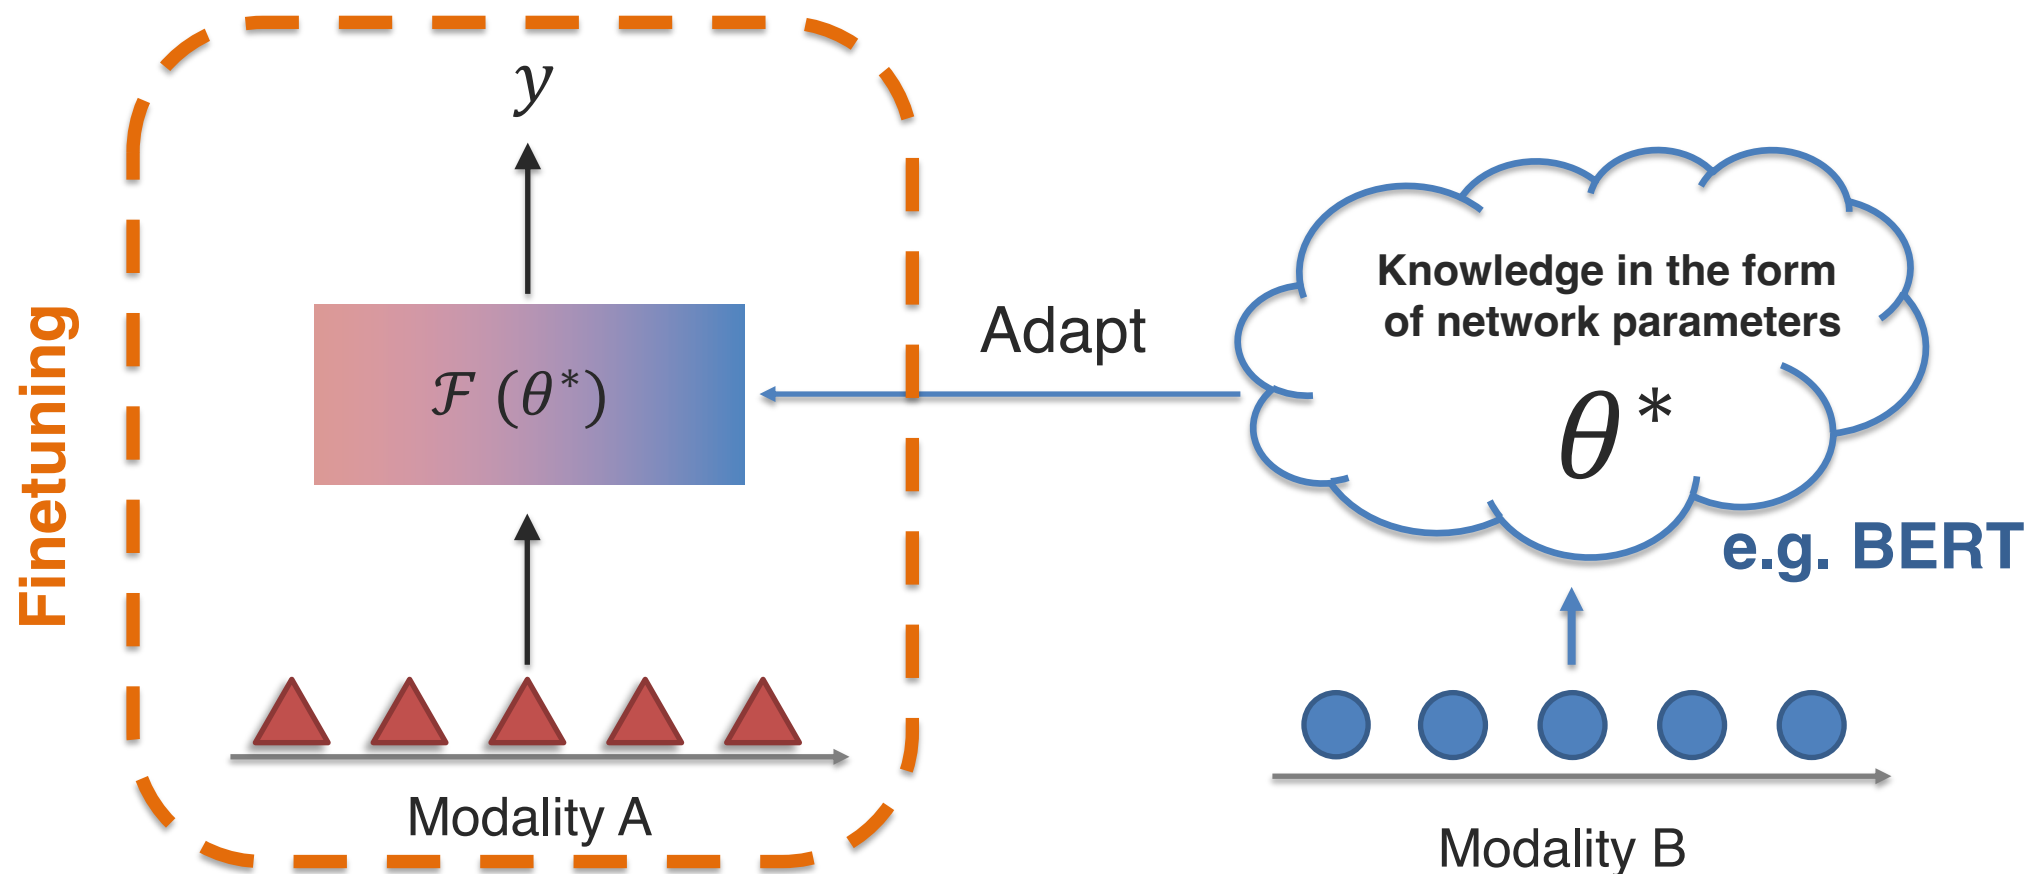 Finetuning
y
ℱ (θ*)
Modality A
Adapt
Knowledge in the form
of network parameters
θ*
e.g. BERT
Modality B